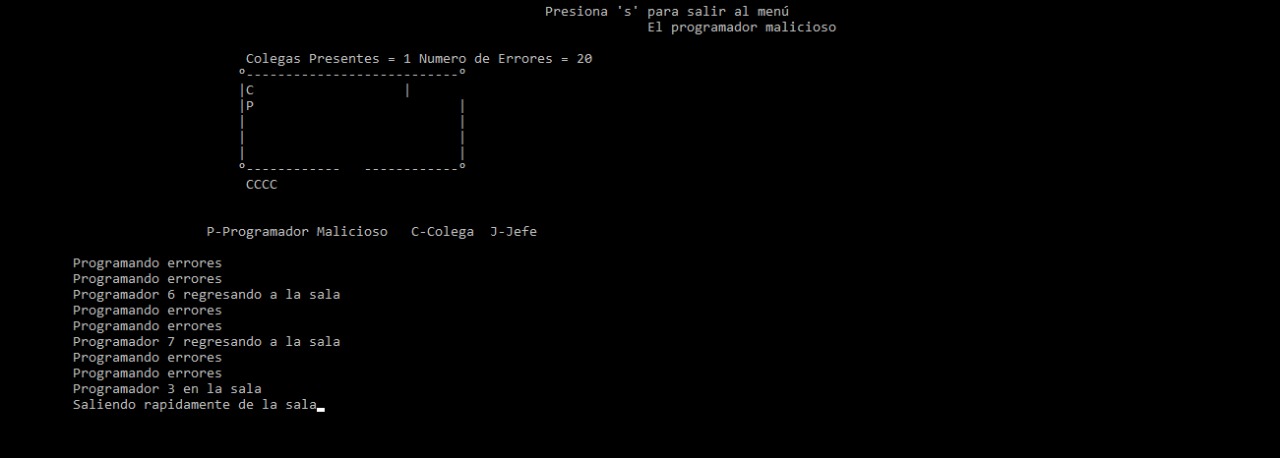 Presiona 's' para salir al menú
El programador malicioso
Colegas Presentes = 1 Numero de Errores = 20
º---------------------------º
|C                   |
|P                          |
|                           |
|                           |
|                           |
º------------   ------------º
CCCC
P-Programador Malicioso   C-Colega  J-Jefe
Programando errores
Programando errores
Programador 6 regresando a la sala
Programando errores
Programando errores
Programador 7 regresando a la sala
Programando errores
Programando errores
Programador 3 en la sala
Saliendo rapidamente de la sala